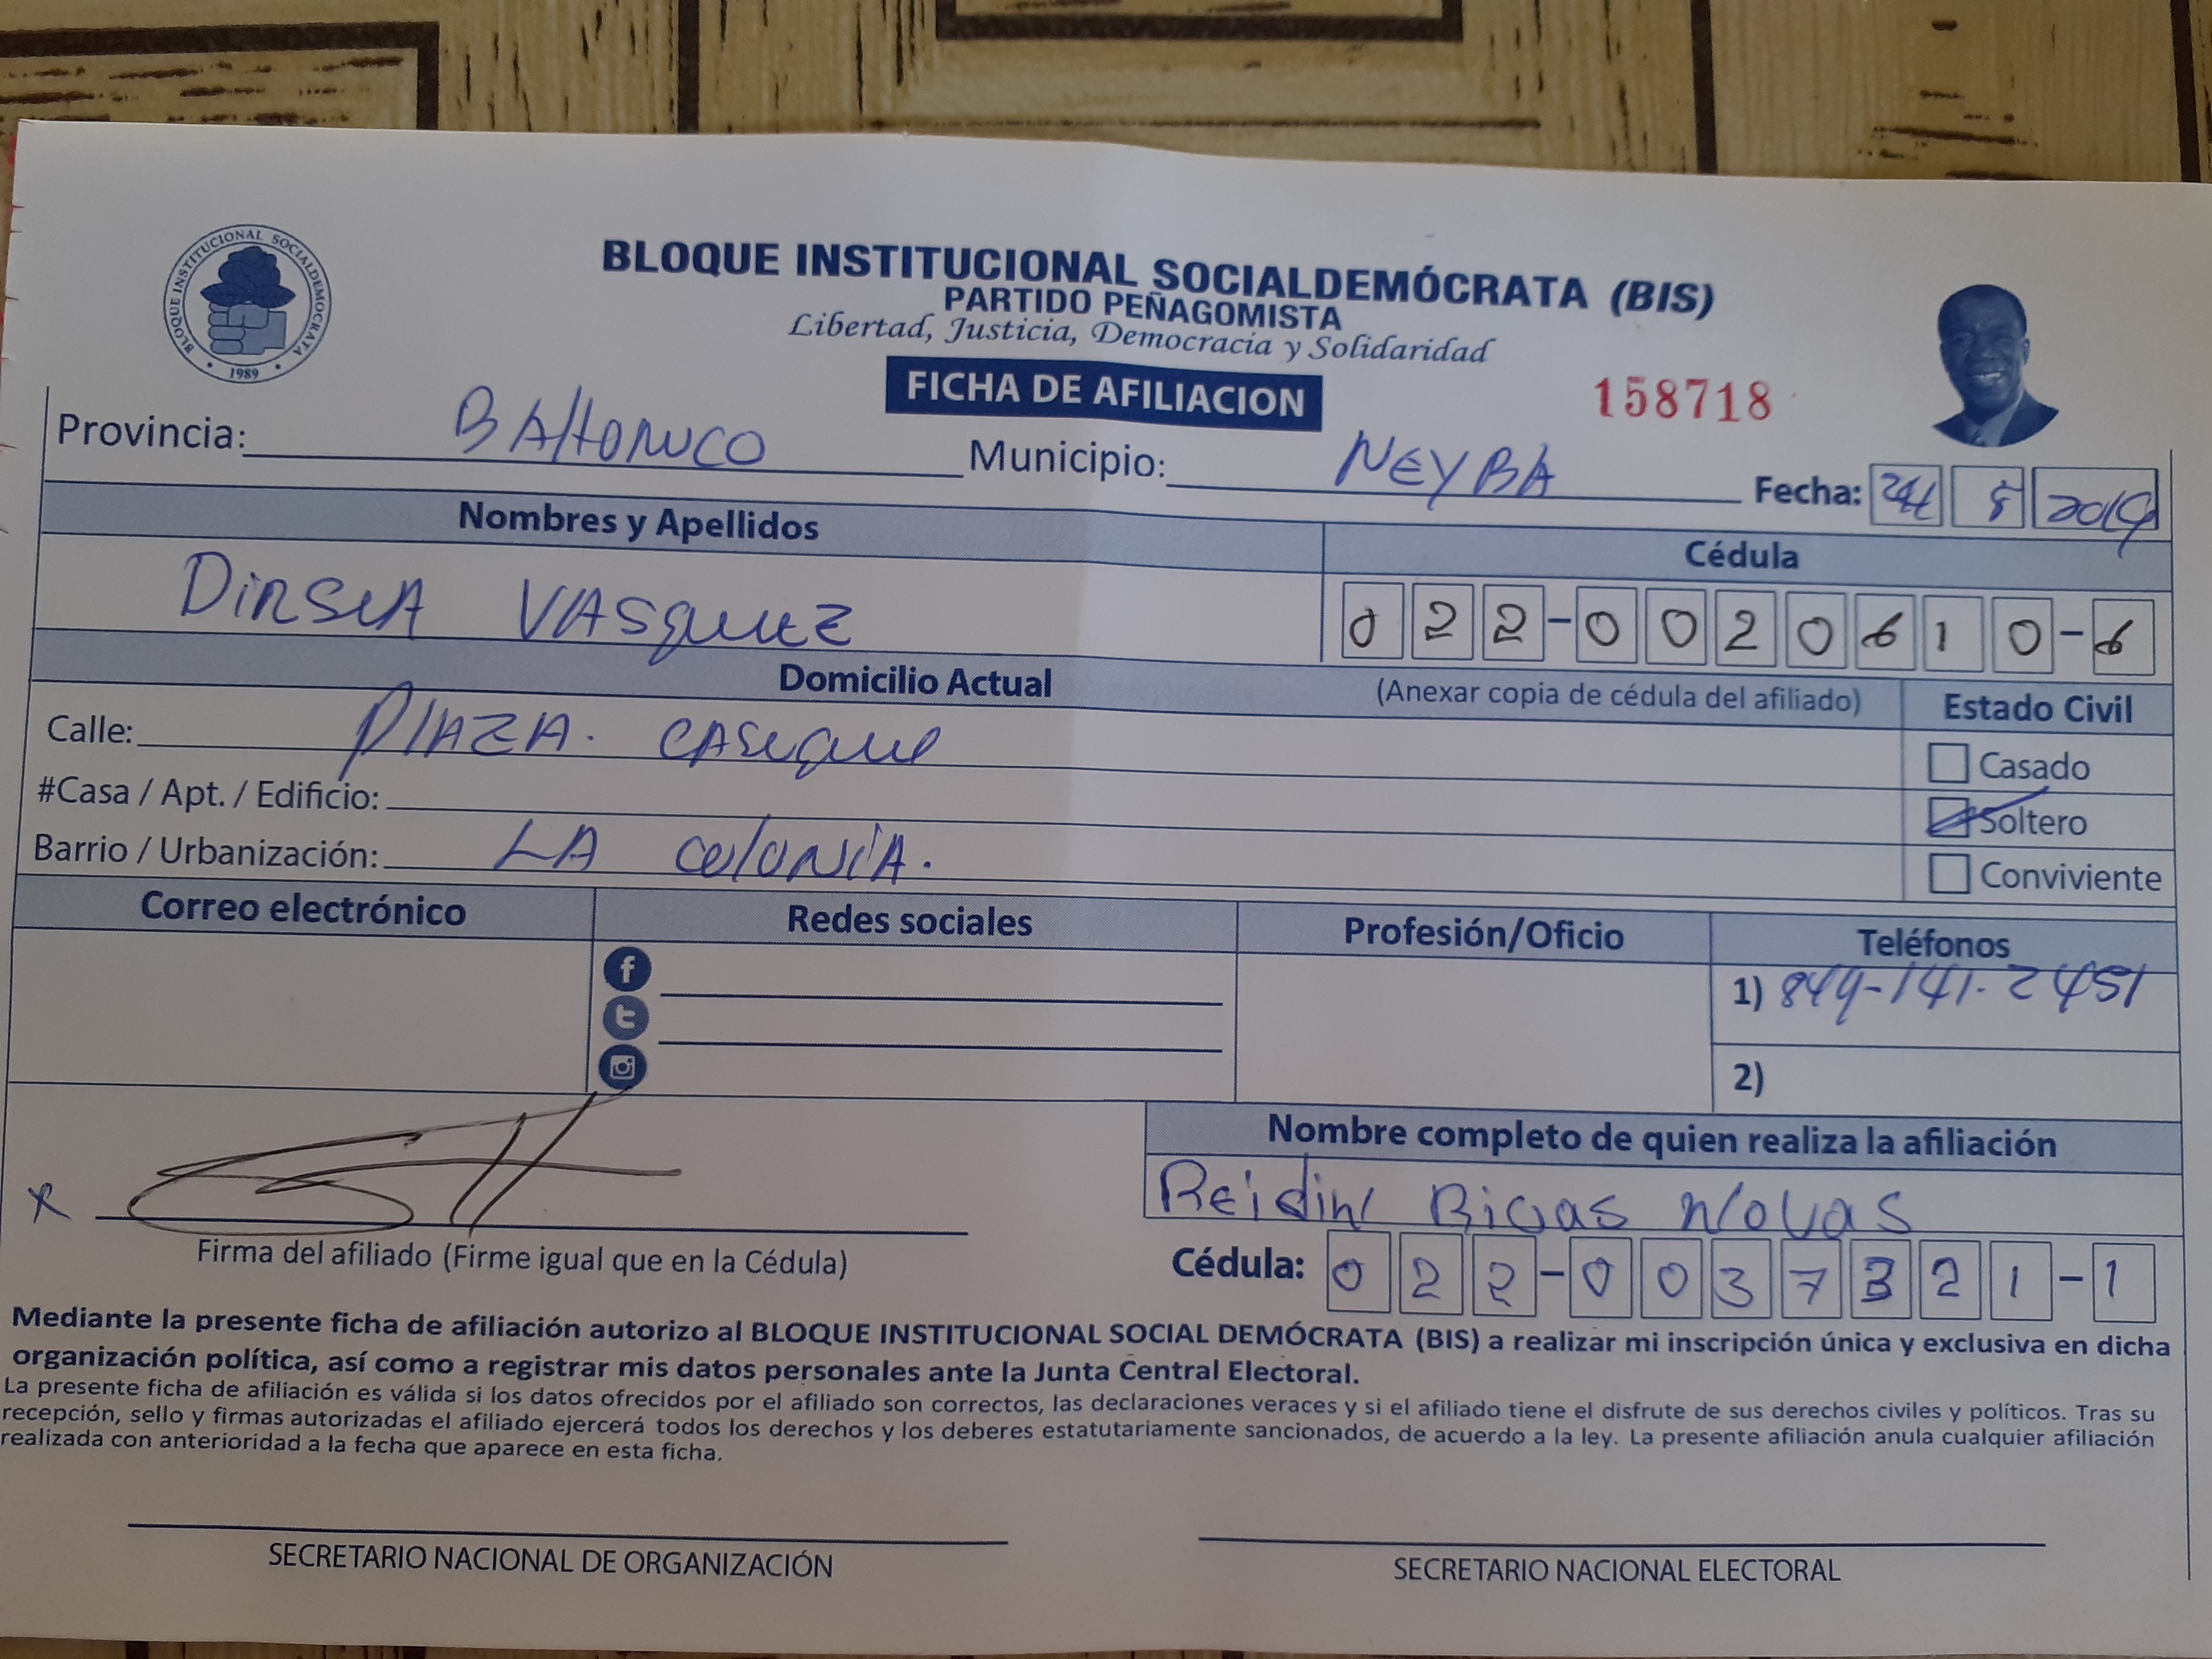 BLOQUE INSTITUCIONAL SOCIALDEMOCRATA
1989
BLOQUE INSTITUCIONAL SOCIALDEMÓCRATA (BIS)
PARTIDO PEÑAGOMISTA
Libertad, Justicia, Democracia y Solidaridad
FICHA DE AFILIACION
158718
Provincia: BAHORUCO Municipio: NEYBA Fecha: 24 2019
Nombres y Apellidos Cédula
VASQUEZ 022-0020610-6
Domicilio Actual (Anexar copia de cédula del afiliado) Estado Civil
Calle: PLAZA. CASEQUE
Casado
#Casa / Apt. / Edificio:
Soltero
Barrio / Urbanización: LA COLONIA.
Conviviente
Correo electrónico Redes sociales Profesión/Oficio Teléfonos
1) 849-141-2451
2)
Nombre completo de quien realiza la afiliación
X Rivas Novas
Firma del afiliado (Firme igual que en la Cédula) Cédula: 022-0037321-1
Mediante la presente ficha de afiliación autorizo al BLOQUE INSTITUCIONAL SOCIAL DEMÓCRATA (BIS) a realizar mi inscripción única y exclusiva en dicha
organización política, así como a registrar mis datos personales ante la Junta Central Electoral.
La presente ficha de afiliación es válida si los datos ofrecidos por el afiliado son correctos, las declaraciones veraces y si el afiliado tiene el disfrute de sus derechos civiles y políticos. Tras su
recepción, sello y firmas autorizadas el afiliado ejercerá todos los derechos y los deberes estatutariamente sancionados, de acuerdo a la ley. La presente afiliación anula cualquier afiliación
realizada con anterioridad a la fecha que aparece en esta ficha.
SECRETARIO NACIONAL DE ORGANIZACIÓN SECRETARIO NACIONAL ELECTORAL